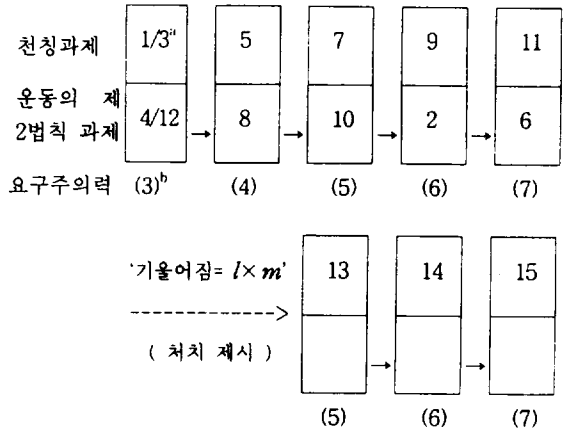 천칭과제 1/3ᵃ 5 7 9 11
운동의 제
2법칙 과제 4/12 → 8 → 10 → 2 → 6
요구주의력 (3)ᵇ (4) (5) (6) (7)
'기울어짐= l×m' 13 14 15
( 처치 제시 )
(5) (6) (7)